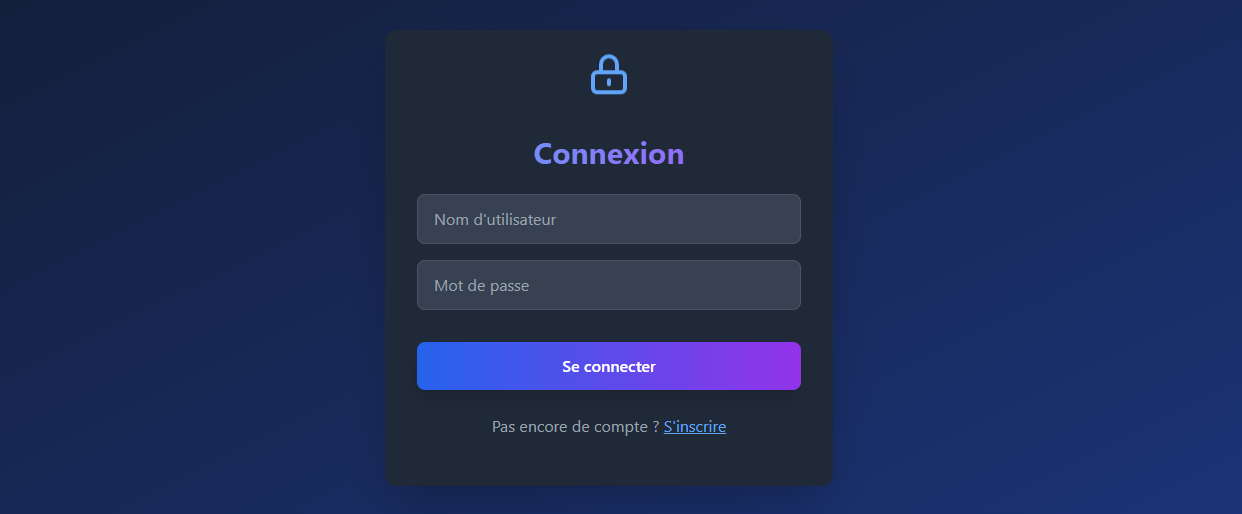 Connexion
Nom d'utilisateur
Mot de passe
Se connecter
Pas encore de compte ? S'inscrire